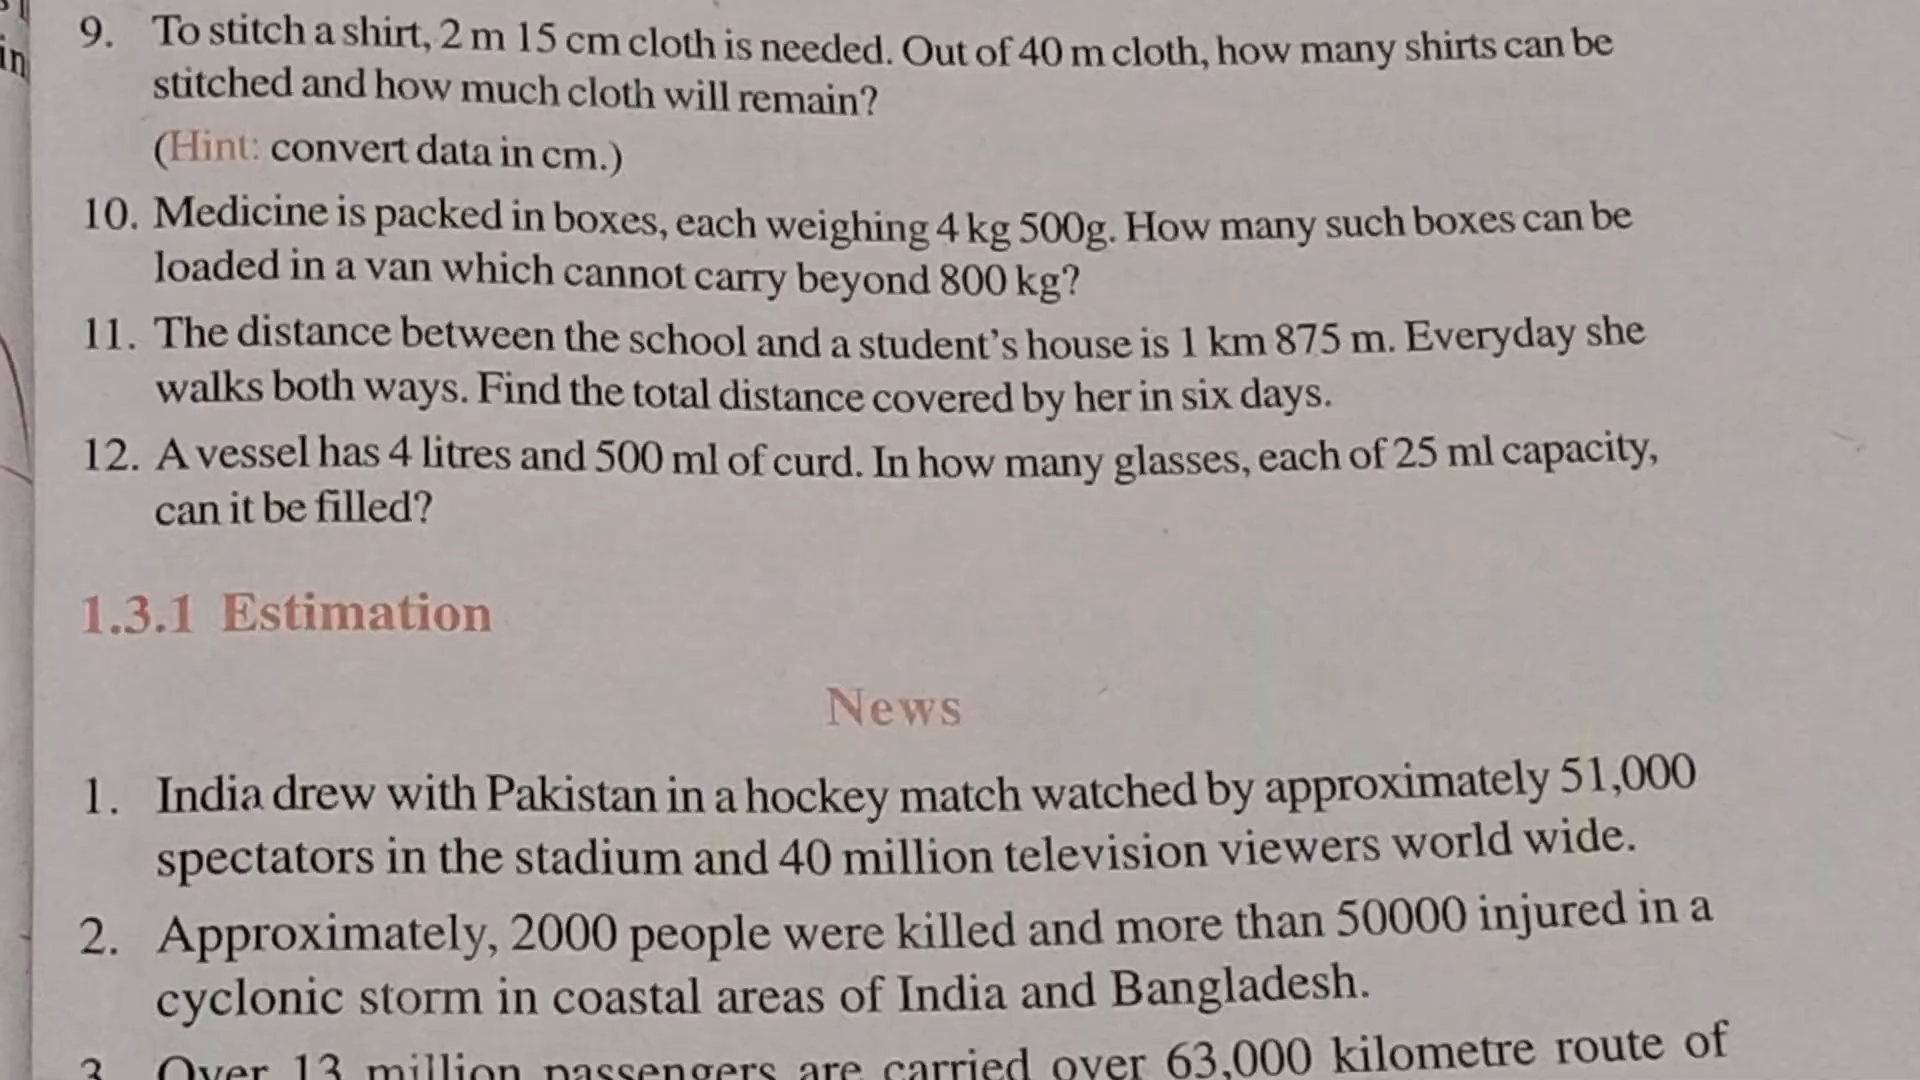 in
9. To stitch a shirt, 2 m 15 cm cloth is needed. Out of 40 m cloth, how many shirts can be
stitched and how much cloth will remain?
(Hint: convert data in cm.)
10. Medicine is packed in boxes, each weighing 4 kg 500g. How many such boxes can be
loaded in a van which cannot carry beyond 800 kg?
11. The distance between the school and a student’s house is 1 km 875 m. Everyday she
walks both ways. Find the total distance covered by her in six days.
12. A vessel has 4 litres and 500 ml of curd. In how many glasses, each of 25 ml capacity,
can it be filled?
1.3.1 Estimation
News
1. India drew with Pakistan in a hockey match watched by approximately 51,000
spectators in the stadium and 40 million television viewers world wide.
2. Approximately, 2000 people were killed and more than 50000 injured in a
cyclonic storm in coastal areas of India and Bangladesh.
3. Over 13 million passengers are carried over 63,000 kilometre route of